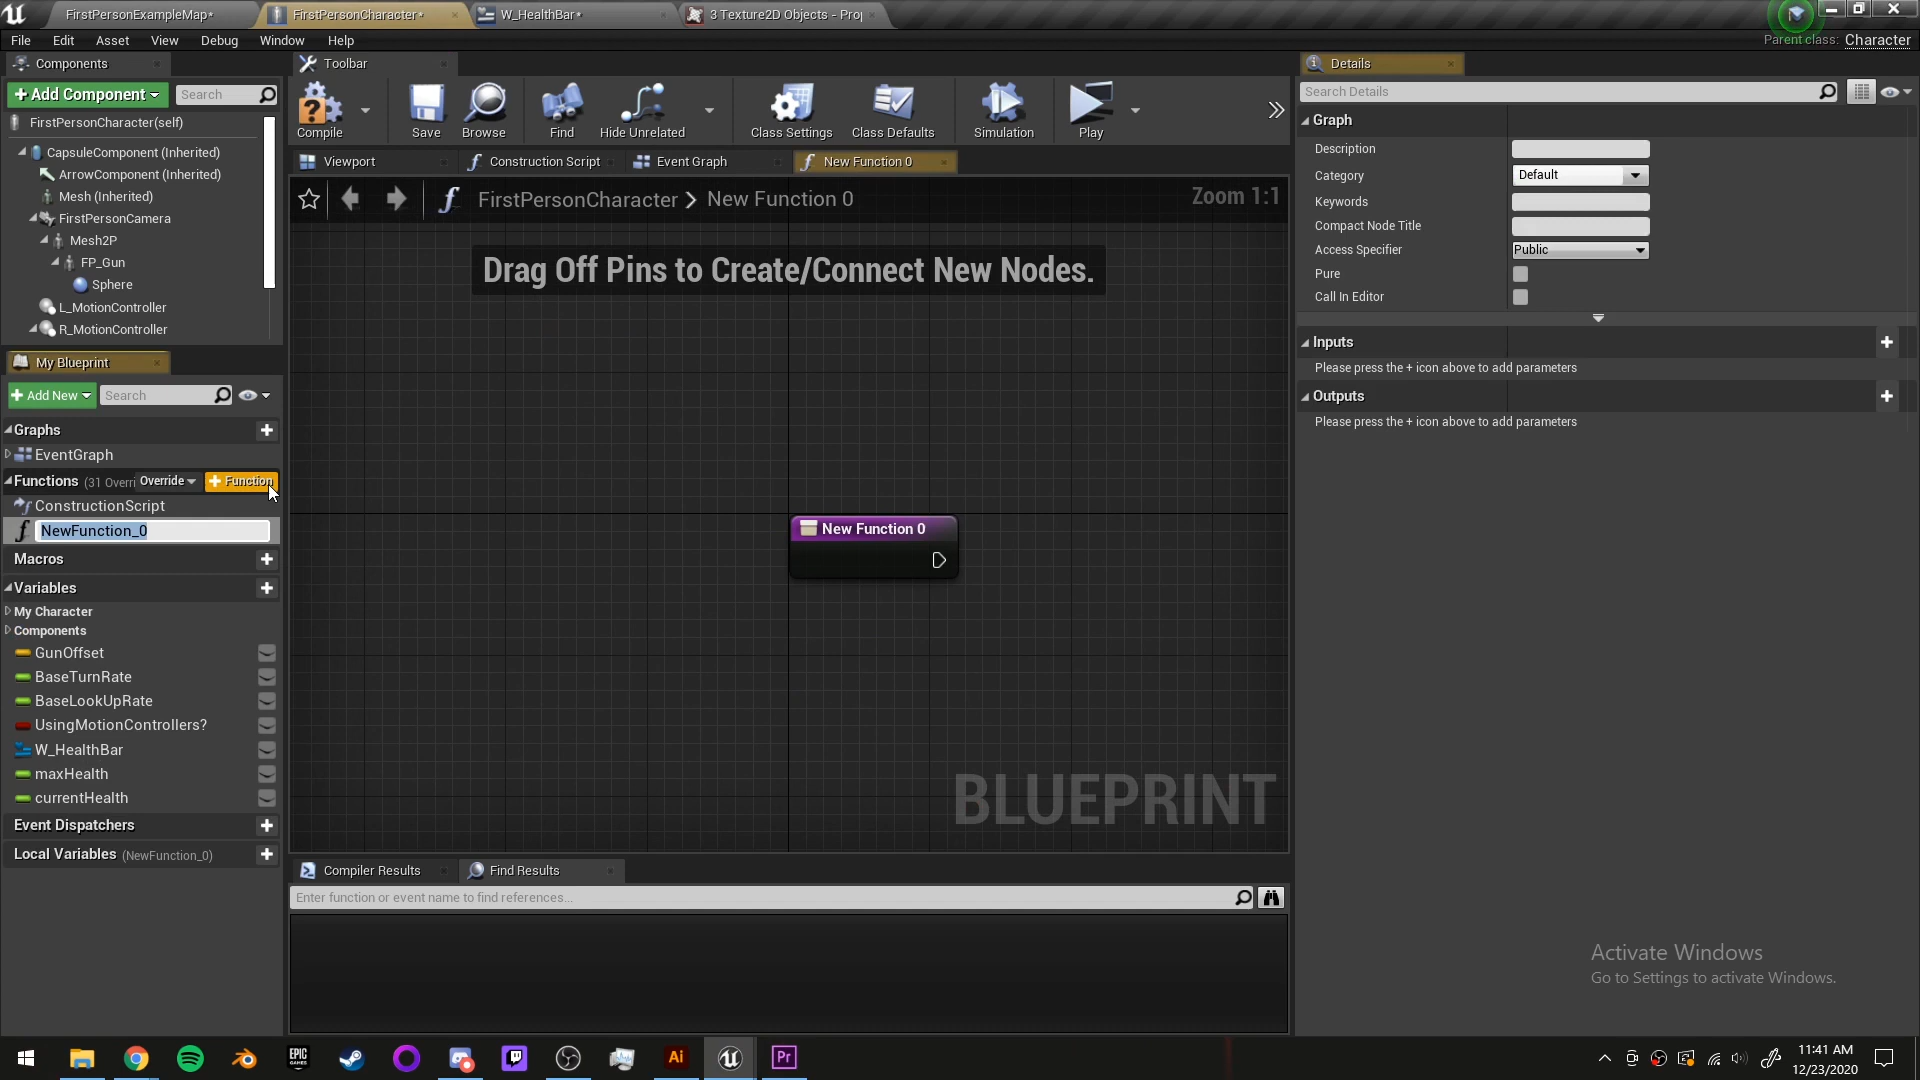 FirstPersonExampleMap*
FirstPersonCharacter*
W_HealthBar*
3 Texture2D Objects - Proj
File Edit Asset View Debug Window Help
Parent class: Character
Components
+ Add Component
Search
FirstPersonCharacter(self)
CapsuleComponent (Inherited)
ArrowComponent (Inherited)
Mesh (Inherited)
FirstPersonCamera
Mesh2P
FP_Gun
Sphere
L_MotionController
R_MotionController
My Blueprint
+ Add New
Search
Graphs
EventGraph
Functions (31 Overri
Override
+ Function
ConstructionScript
NewFunction_0
Macros
Variables
My Character
Components
GunOffset
BaseTurnRate
BaseLookUpRate
UsingMotionControllers?
W_HealthBar
maxHealth
currentHealth
Event Dispatchers
Local Variables (NewFunction_0)
Toolbar
Compile Save Browse Find Hide Unrelated Class Settings Class Defaults Simulation Play
Viewport Construction Script Event Graph New Function 0
FirstPersonCharacter > New Function 0
Zoom 1:1
Drag Off Pins to Create/Connect New Nodes.
New Function 0
BLUEPRINT
Compiler Results
Find Results
Enter function or event name to find references...
Details
Search Details
Graph
Description
Category Default
Keywords
Compact Node Title
Access Specifier Public
Pure
Call In Editor
Inputs
Please press the + icon above to add parameters
Outputs
Please press the + icon above to add parameters
Activate Windows
Go to Settings to activate Windows.
EPIC GAMES
Ai
Pr
11:41 AM
12/23/2020